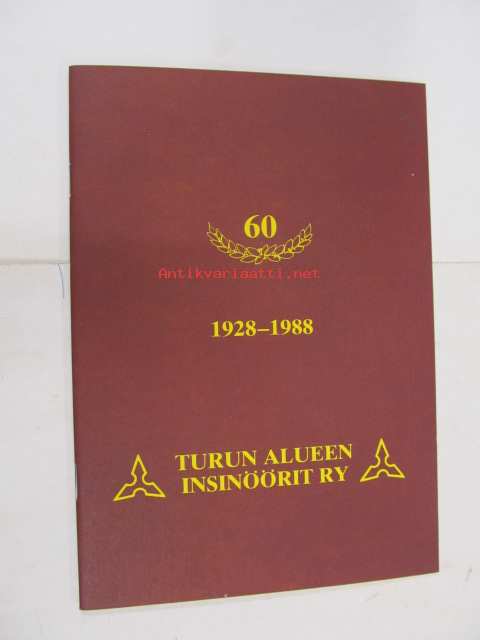 60
Antikvariaatti.net
1928–1988
TURUN ALUEEN
INSINÖÖRIT RY